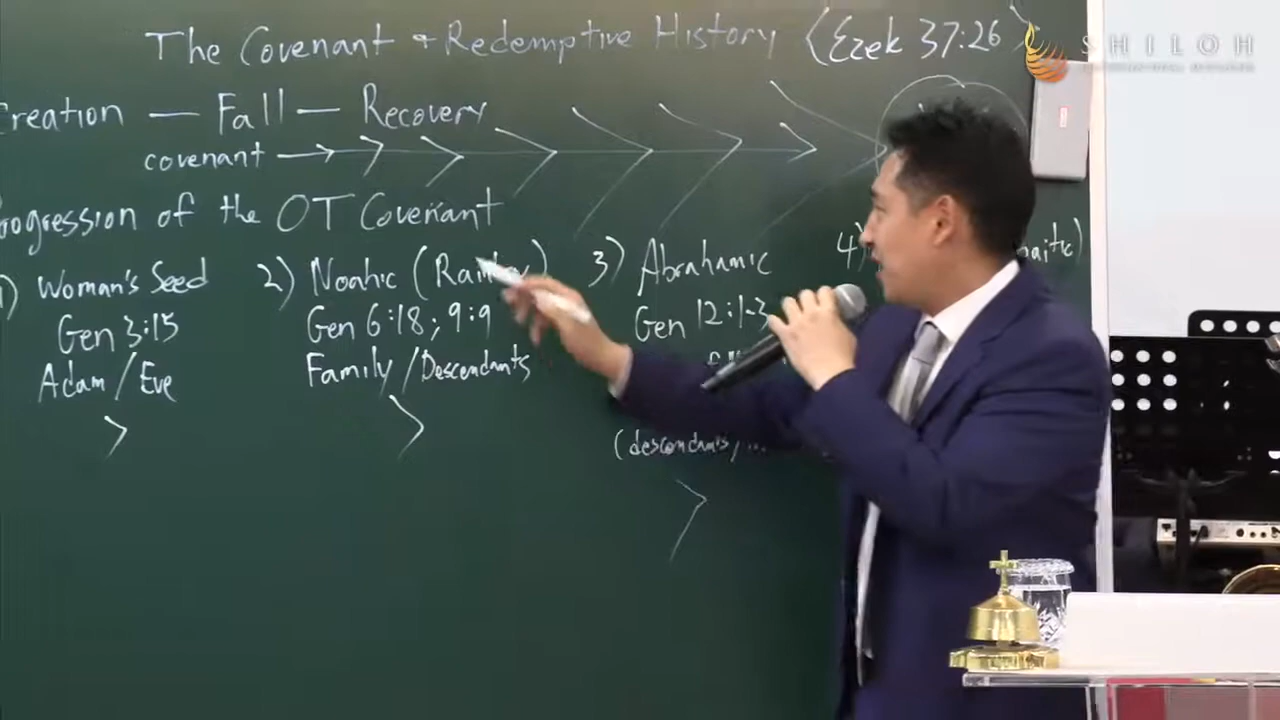 The Covenant & Redemptive History (Ezek 37:26)
SHILOH
Creation — Fall — Recovery
covenant
Progression of the OT Covenant
1) Woman's Seed
Gen 3:15
Adam / Eve
2) Noahic (Rainbow)
Gen 6:18; 9:9
Family / Descendants
3) Abrahamic
Gen 12:1-3
(descendants,
4)